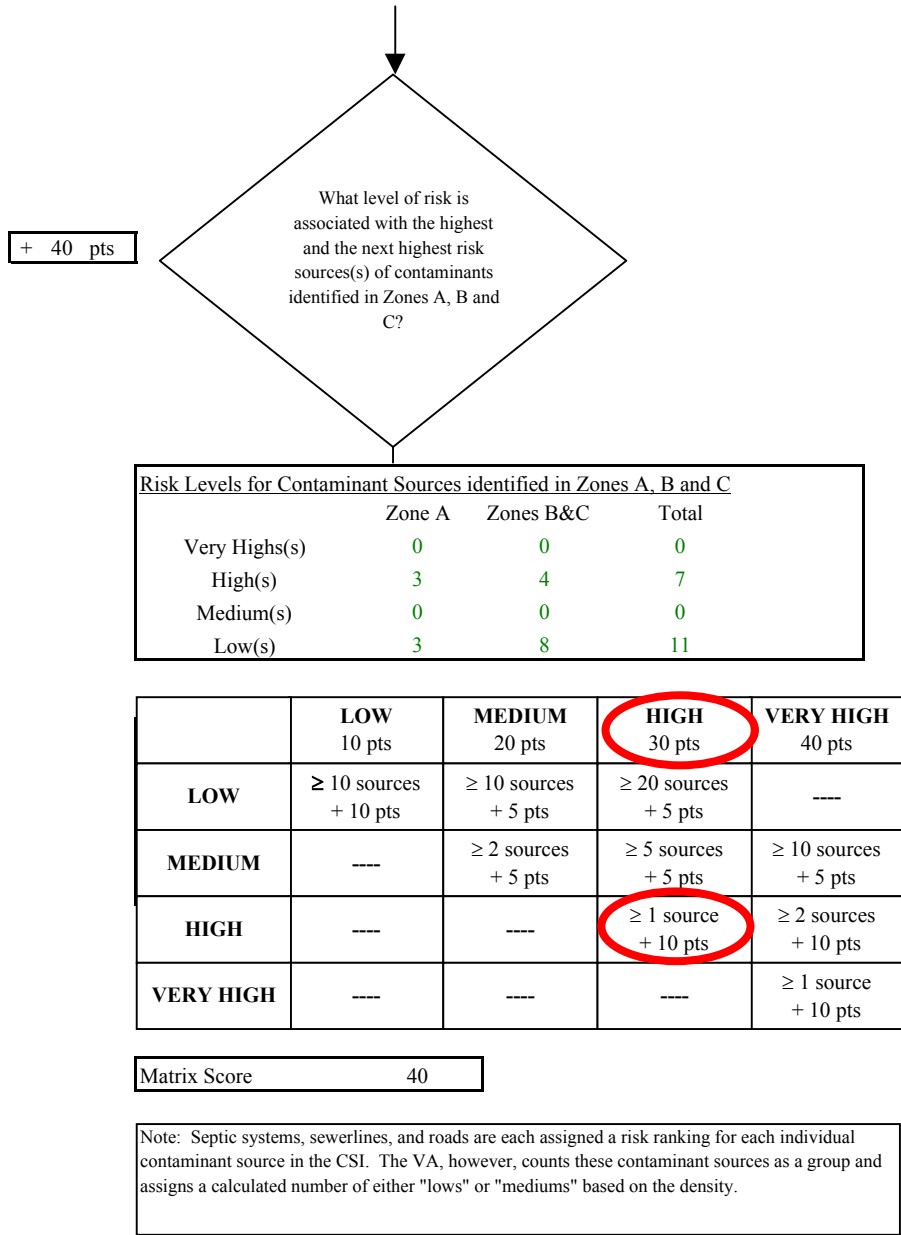 What level of risk is
associated with the highest
and the next highest risk
sources(s) of contaminants
identified in Zones A, B and
C?
+ 40 pts
Risk Levels for Contaminant Sources identified in Zones A, B and C
Zone A Zones B&C Total
Very Highs(s) 0 0 0
High(s) 3 4 7
Medium(s) 0 0 0
Low(s) 3 8 11
LOW MEDIUM HIGH VERY HIGH
10 pts 20 pts 30 pts 40 pts
LOW ≥ 10 sources ≥ 10 sources ≥ 20 sources ----
+ 10 pts + 5 pts + 5 pts
MEDIUM ---- ≥ 2 sources ≥ 5 sources ≥ 10 sources
+ 5 pts + 5 pts + 5 pts
HIGH ---- ---- ≥ 1 source ≥ 2 sources
+ 10 pts + 10 pts
VERY HIGH ---- ---- ---- ≥ 1 source
+ 10 pts
Matrix Score 40
Note: Septic systems, sewerlines, and roads are each assigned a risk ranking for each individual
contaminant source in the CSI. The VA, however, counts these contaminant sources as a group and
assigns a calculated number of either "lows" or "mediums" based on the density.